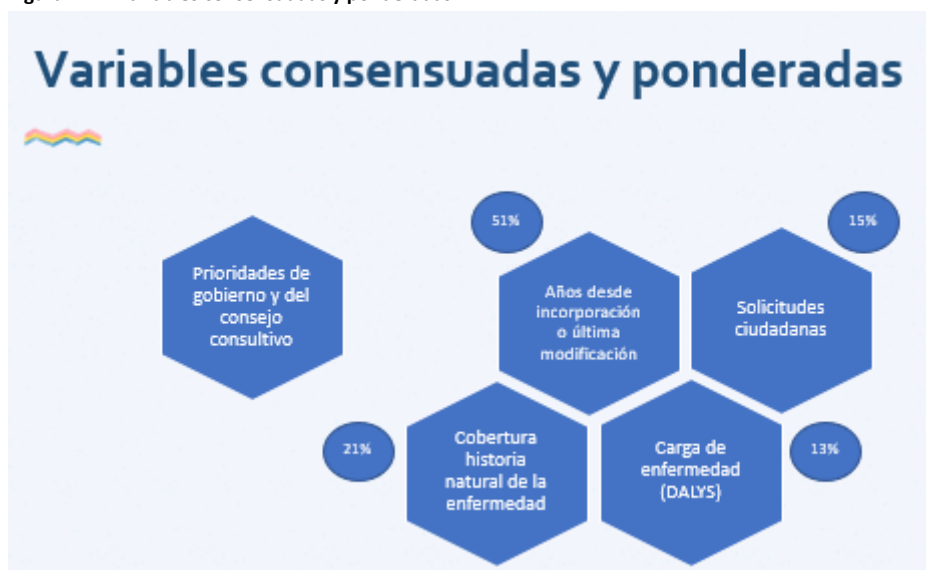 Variables consensuadas y ponderadas
Prioridades de
gobierno y del
consejo
consultivo
51%
Años desde
incorporación
o última
modificación
15%
Solicitudes
ciudadanas
21%
Cobertura
historia
natural de la
enfermedad
Carga de
enfermedad
(DALYS)
13%